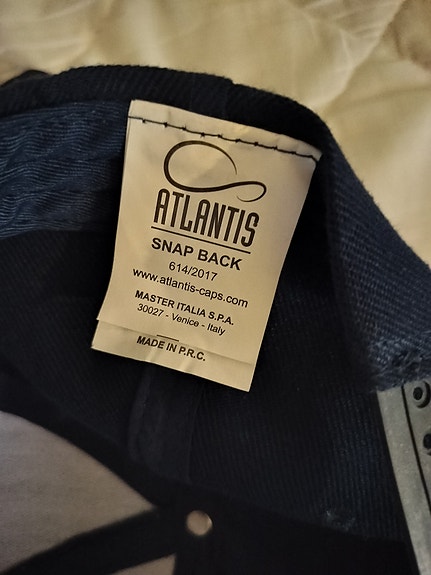 ATLANTIS
SNAP BACK
614/2017
www.atlantis-caps.com
MASTER ITALIA S.P.A.
30027 - Venice - Italy
MADE IN P.R.C.